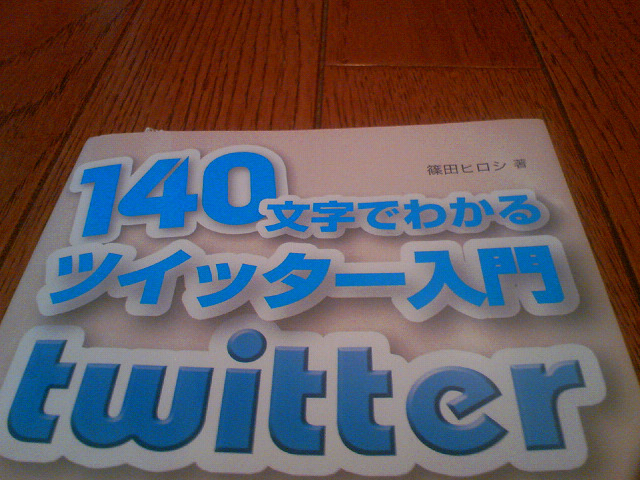 篠田ヒロシ 著
140文字でわかる
ツイッター入門
twitter